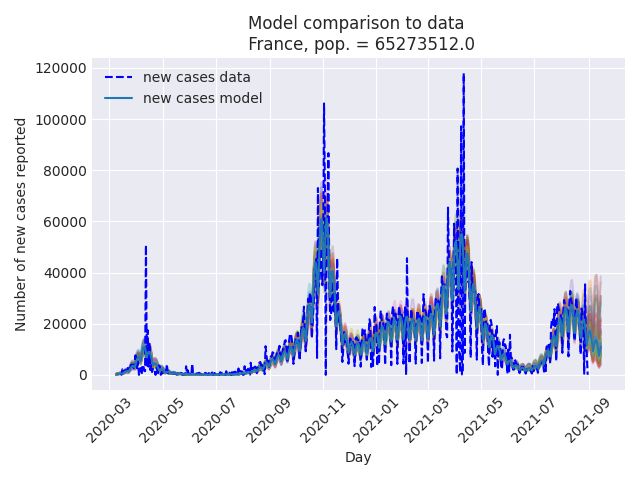 Model comparison to data
France, pop. = 65273512.0
new cases data
new cases model
Number of new cases reported
120000
100000
80000
60000
40000
20000
0
2020-03
2020-05
2020-07
2020-09
2020-11
2021-01
2021-03
2021-05
2021-07
2021-09
Day